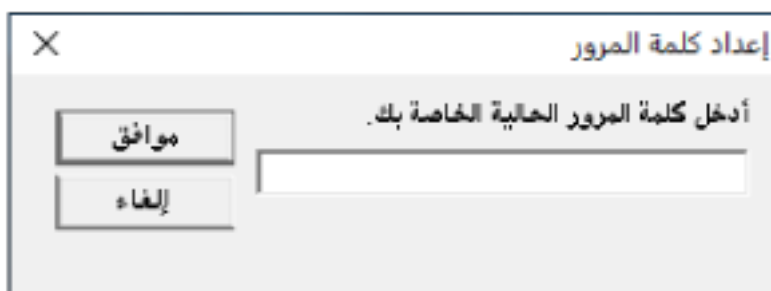 إعداد كلمة المرور
أدخل كلمة المرور الحالية الخاصة بك.
موافق
إلغاء